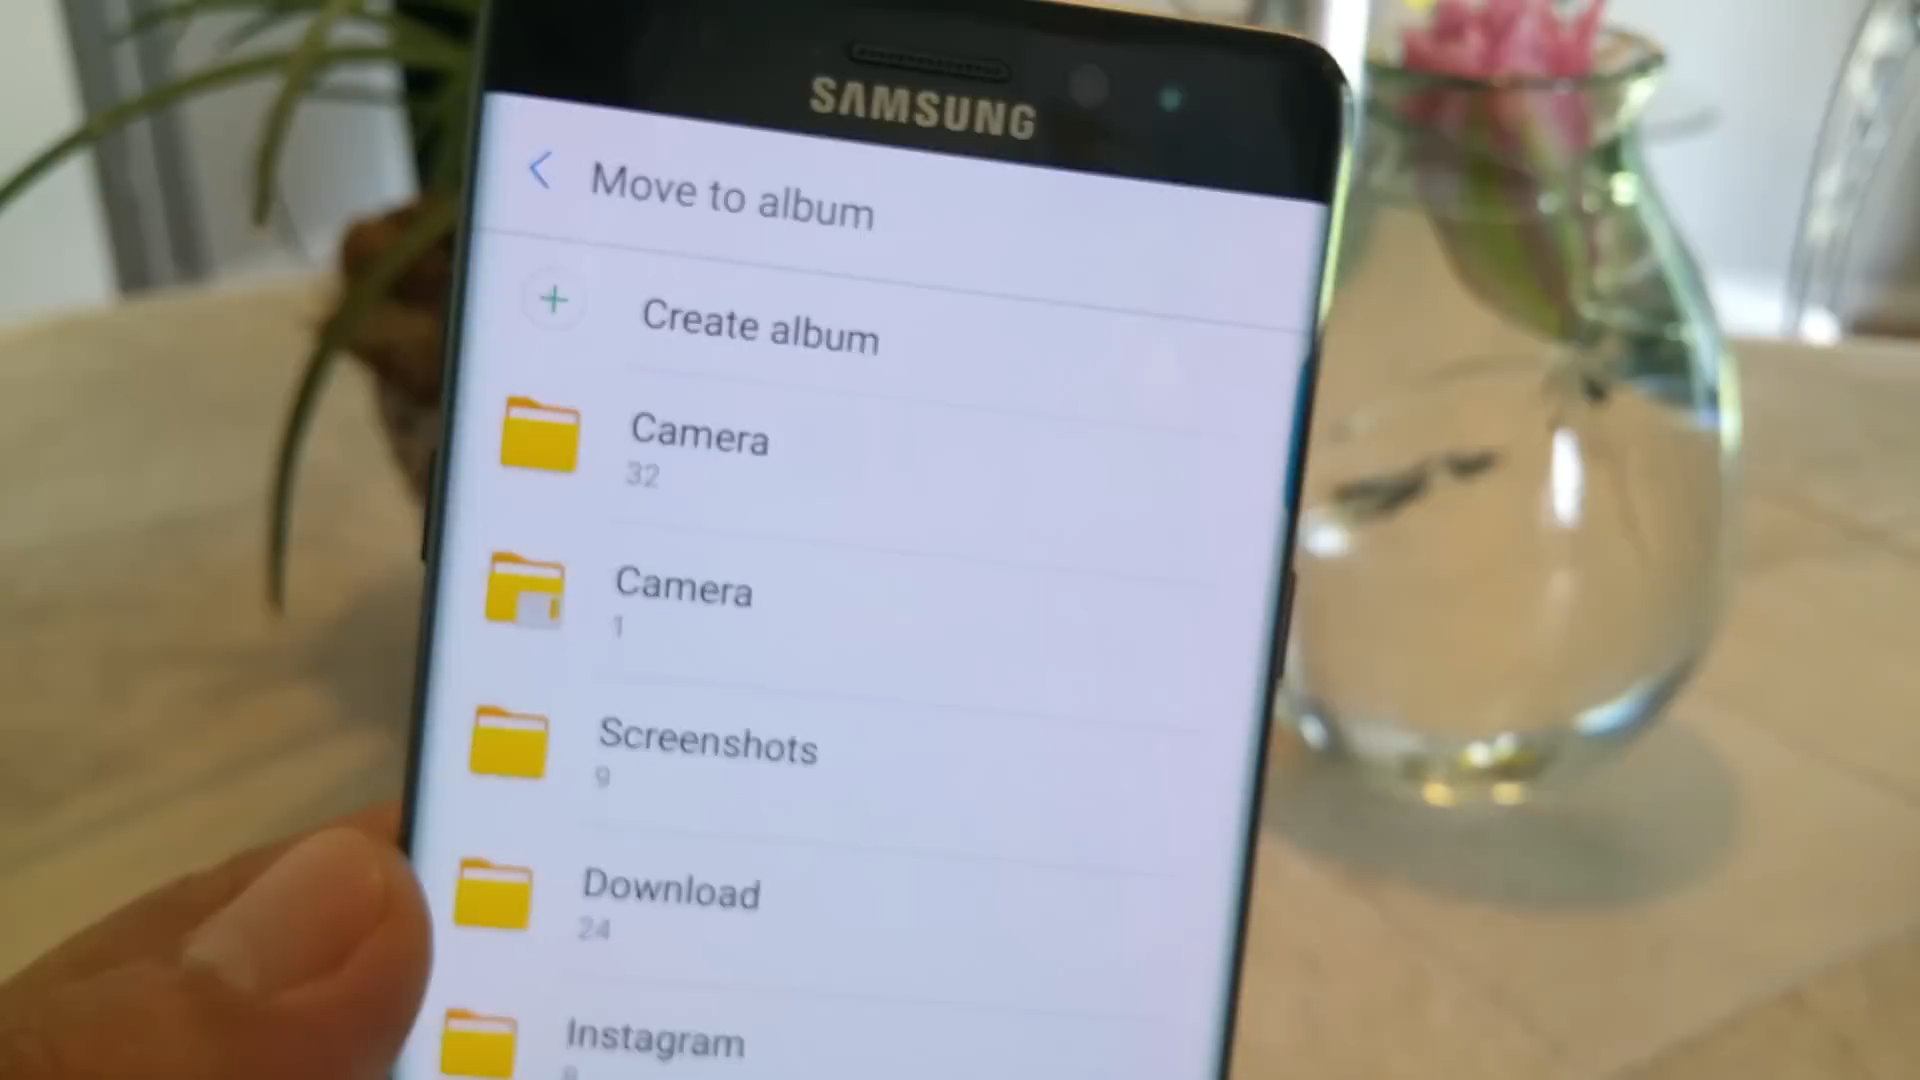 SAMSUNG
Move to album
Create album
Camera
32
Camera
1
Screenshots
9
Download
24
Instagram